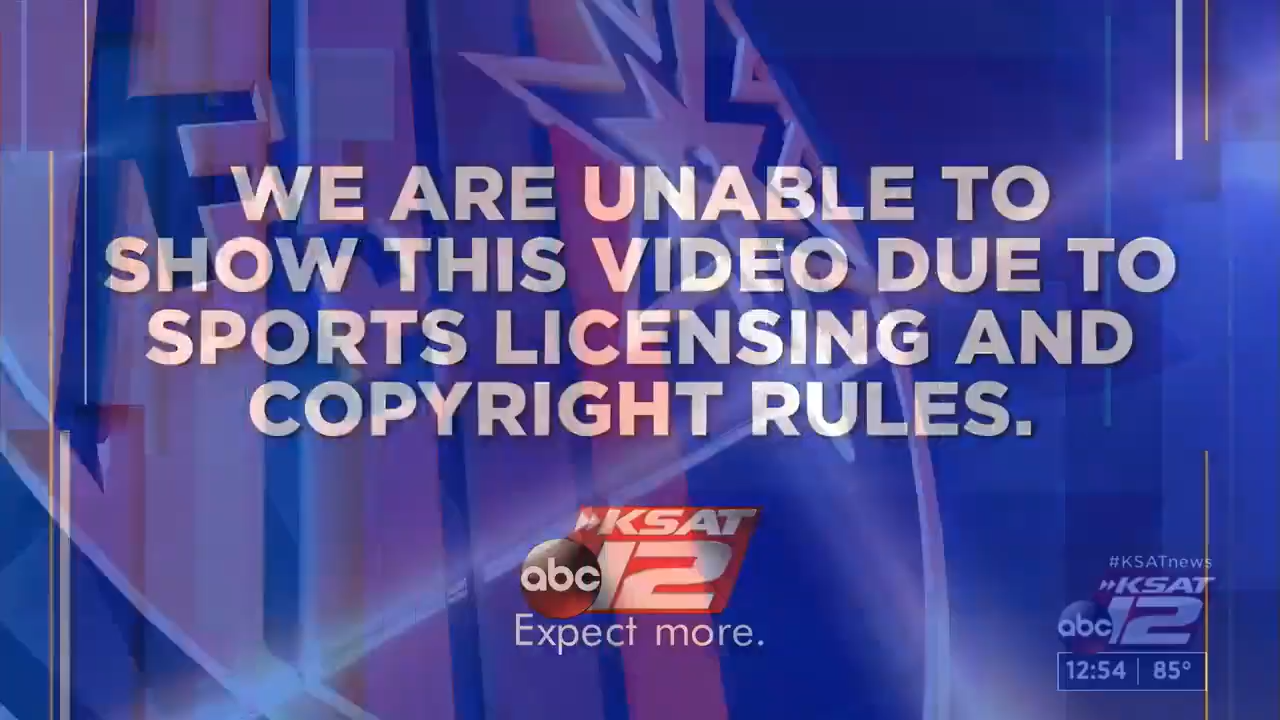 WE ARE UNABLE TO
SHOW THIS VIDEO DUE TO
SPORTS LICENSING AND
COPYRIGHT RULES.
KSAT
abc 12
Expect more.
#KSATnews
KSAT
abc 12
12:54 | 85°